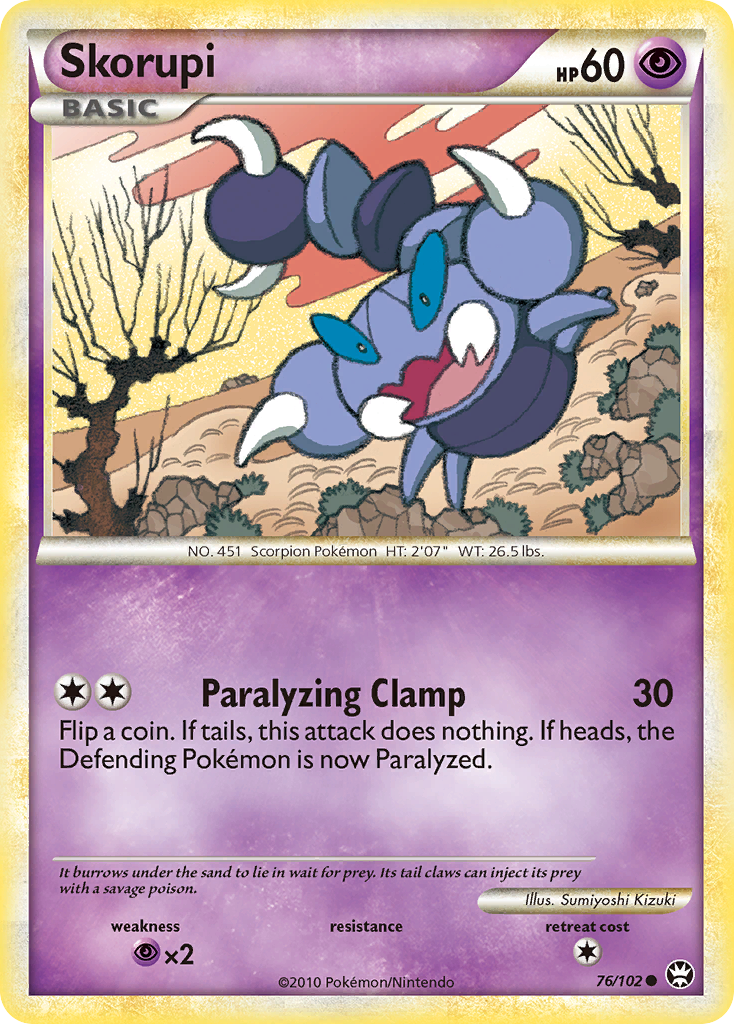 Skorupi
HP 60
BASIC
NO. 451 Scorpion Pokémon HT: 2'07" WT: 26.5 lbs.
Paralyzing Clamp 30
Flip a coin. If tails, this attack does nothing. If heads, the
Defending Pokémon is now Paralyzed.
It burrows under the sand to lie in wait for prey. Its tail claws can inject its prey
with a savage poison.
Illus. Sumiyoshi Kizuki
weakness resistance retreat cost
×2
©2010 Pokémon/Nintendo 76/102